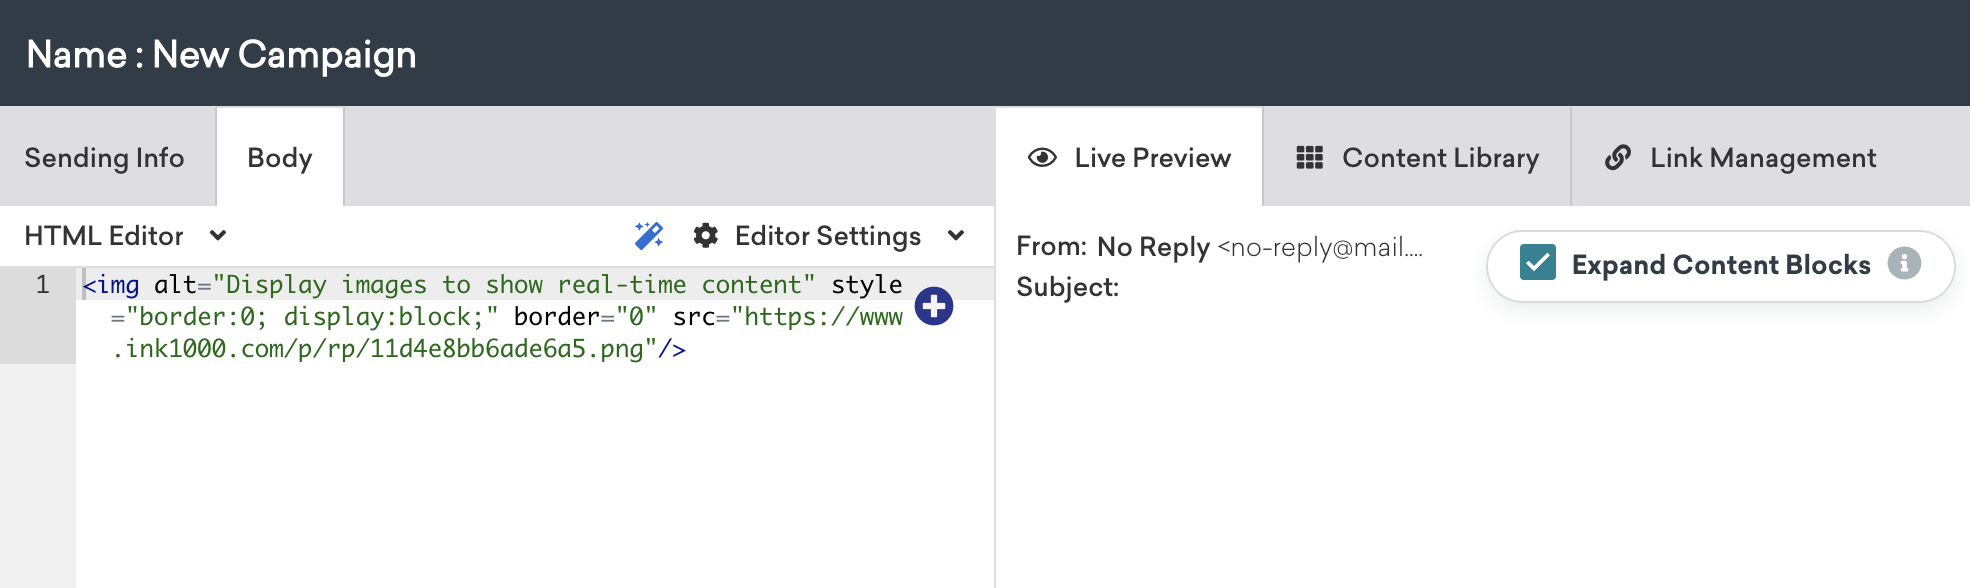 Name : New Campaign
Sending Info
Body
Live Preview
Content Library
Link Management
HTML Editor
Editor Settings
From: No Reply <no-reply@mail....
Subject:
Expand Content Blocks
1
<img alt="Display images to show real-time content" style
="border:0; display:block;" border="0" src="https://www
.ink1000.com/p/rp/11d4e8bb6ade6a5.png"/>